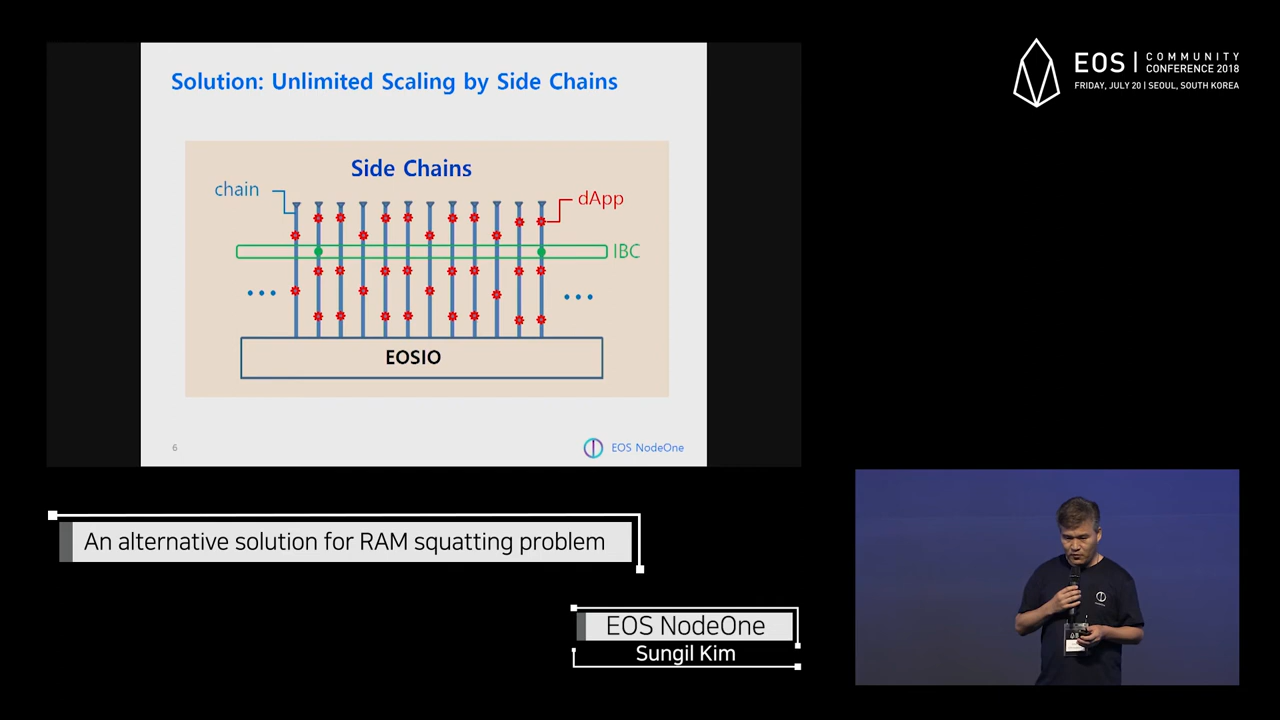 Solution: Unlimited Scaling by Side Chains
Side Chains
chain
dApp
IBC
• • •
• • •
EOSIO
6
EOS NodeOne
EOS | COMMUNITY CONFERENCE 2018
FRIDAY, JULY 20 | SEOUL, SOUTH KOREA
An alternative solution for RAM squatting problem
EOS NodeOne
Sungil Kim